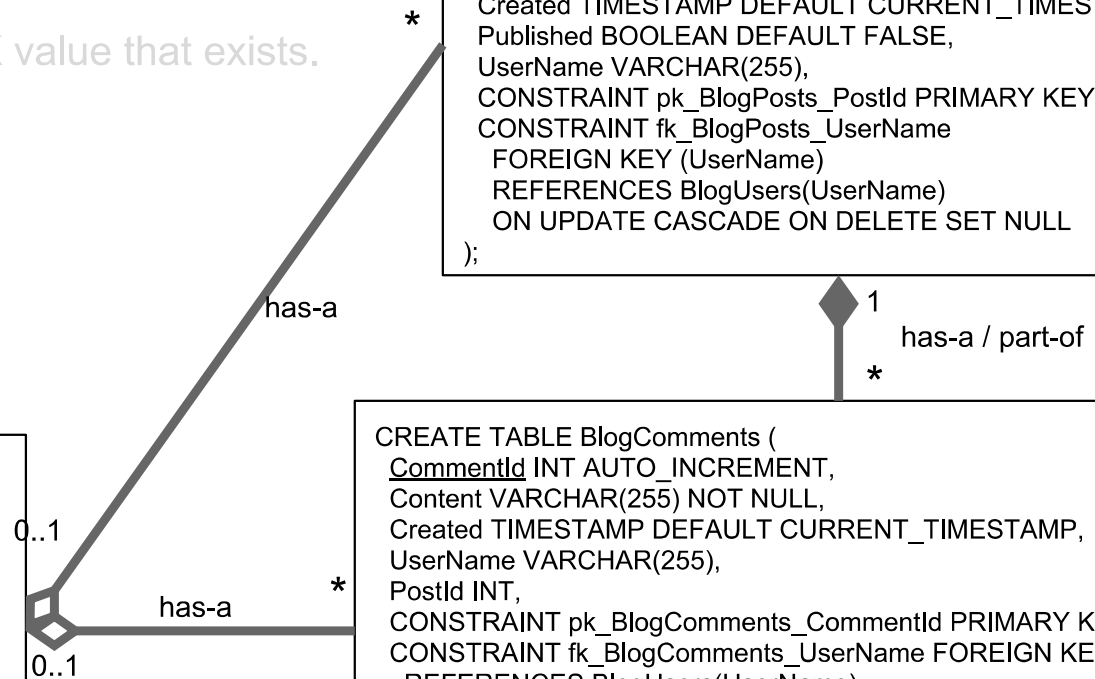 *
Created TIMESTAMP DEFAULT
value that exists.
Published BOOLEAN DEFAULT FALSE,
UserName VARCHAR(255),
CONSTRAINT pk_BlogPosts_PostId PRIMARY KEY
CONSTRAINT fk_BlogPosts_UserName
FOREIGN KEY (UserName)
REFERENCES BlogUsers(UserName)
ON UPDATE CASCADE ON DELETE SET NULL
);
has-a
1
has-a / part-of
*
CREATE TABLE BlogComments (
CommentId INT AUTO_INCREMENT,
Content VARCHAR(255) NOT NULL,
Created TIMESTAMP DEFAULT CURRENT_TIMESTAMP,
0..1
UserName VARCHAR(255),
*
PostId INT,
has-a
CONSTRAINT pk_BlogComments_CommentId PRIMARY
CONSTRAINT fk_BlogComments_UserName FOREIGN
0..1
REFERENCES BlogUsers(UserName)